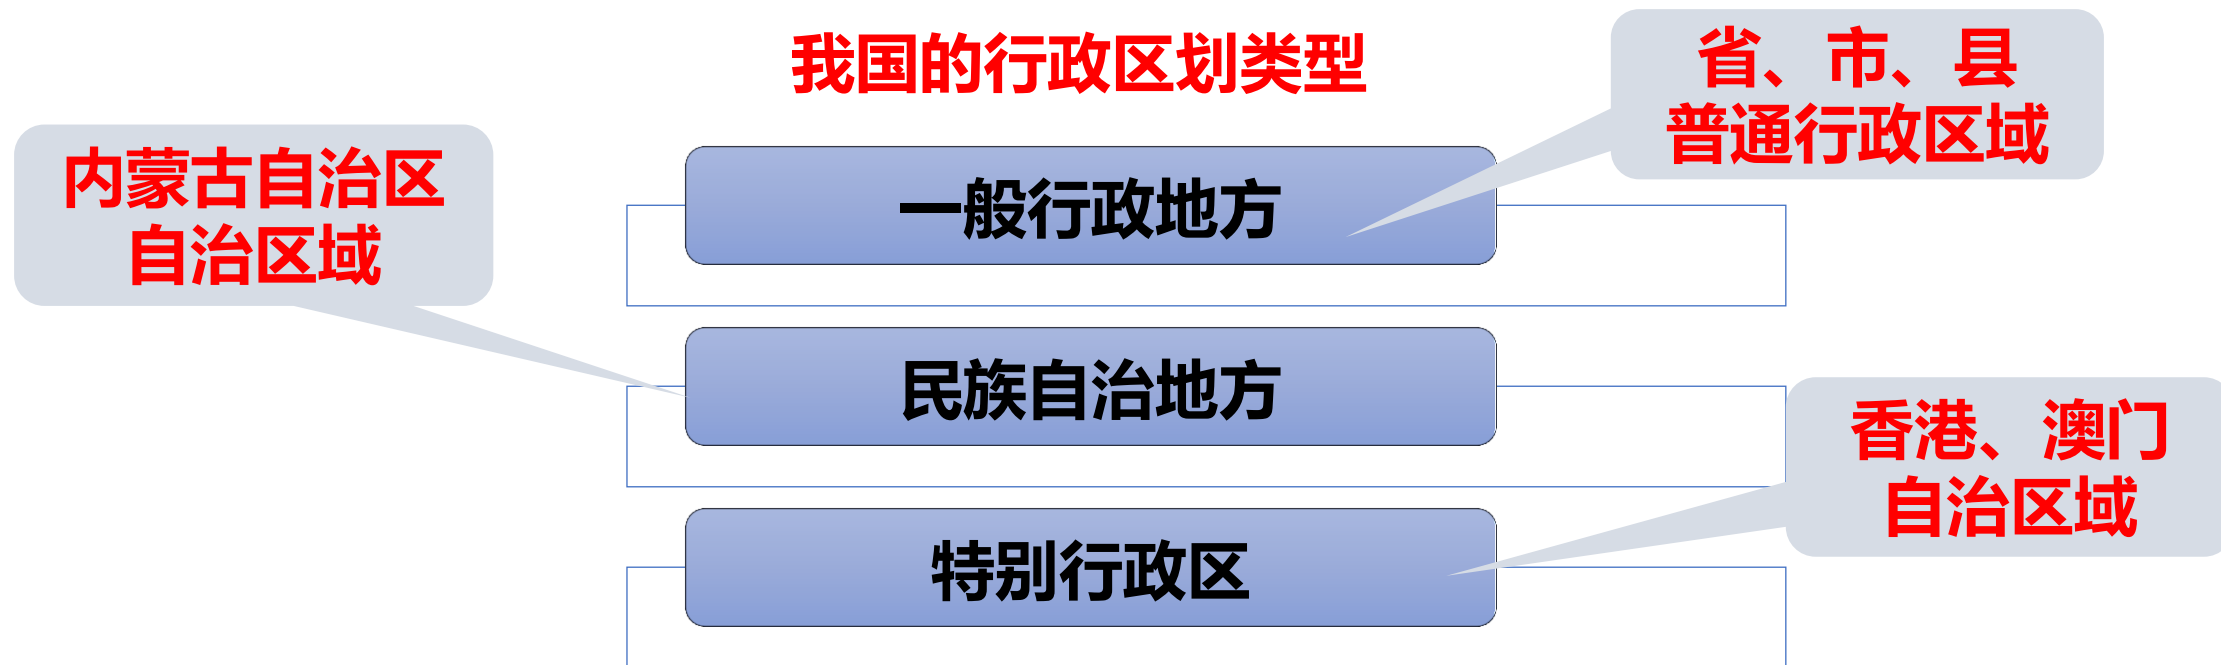 我国的行政区划类型
省、市、县
普通行政区域
内蒙古自治区
自治区域
一般行政地方
民族自治地方
香港、澳门
自治区域
特别行政区